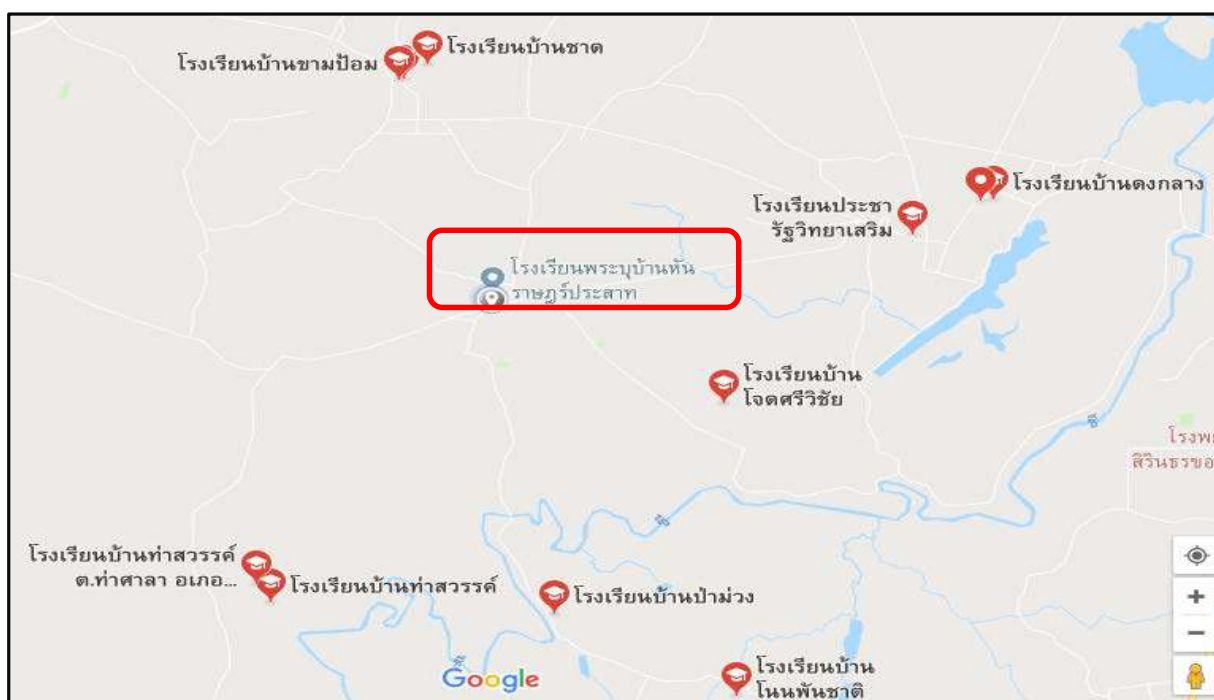 โรงเรียนบ้านชาด
โรงเรียนบ้านขามป้อม
โรงเรียนบ้านดงกลาง
โรงเรียนประชา
รัฐวิทยาเสริม
โรงเรียนพระบุบ้านหัน
ราษฎร์ประสาท
โรงเรียนบ้าน
โจดศรีวิชัย
ชี
โรงพ
สิรินธรขอ
ชี
โรงเรียนบ้านท่าสวรรค์
ต.ท่าศาลา อเภอ...
โรงเรียนบ้านท่าสวรรค์
โรงเรียนบ้านป่าม่วง
โรงเรียนบ้าน
โนนพันชาติ
Google